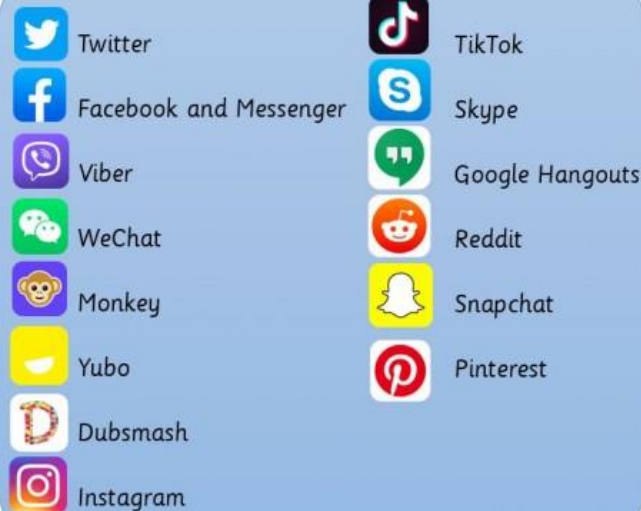 Twitter
Facebook and Messenger
Viber
WeChat
Monkey
Yubo
Dubsmash
Instagram
TikTok
Skype
Google Hangouts
Reddit
Snapchat
Pinterest